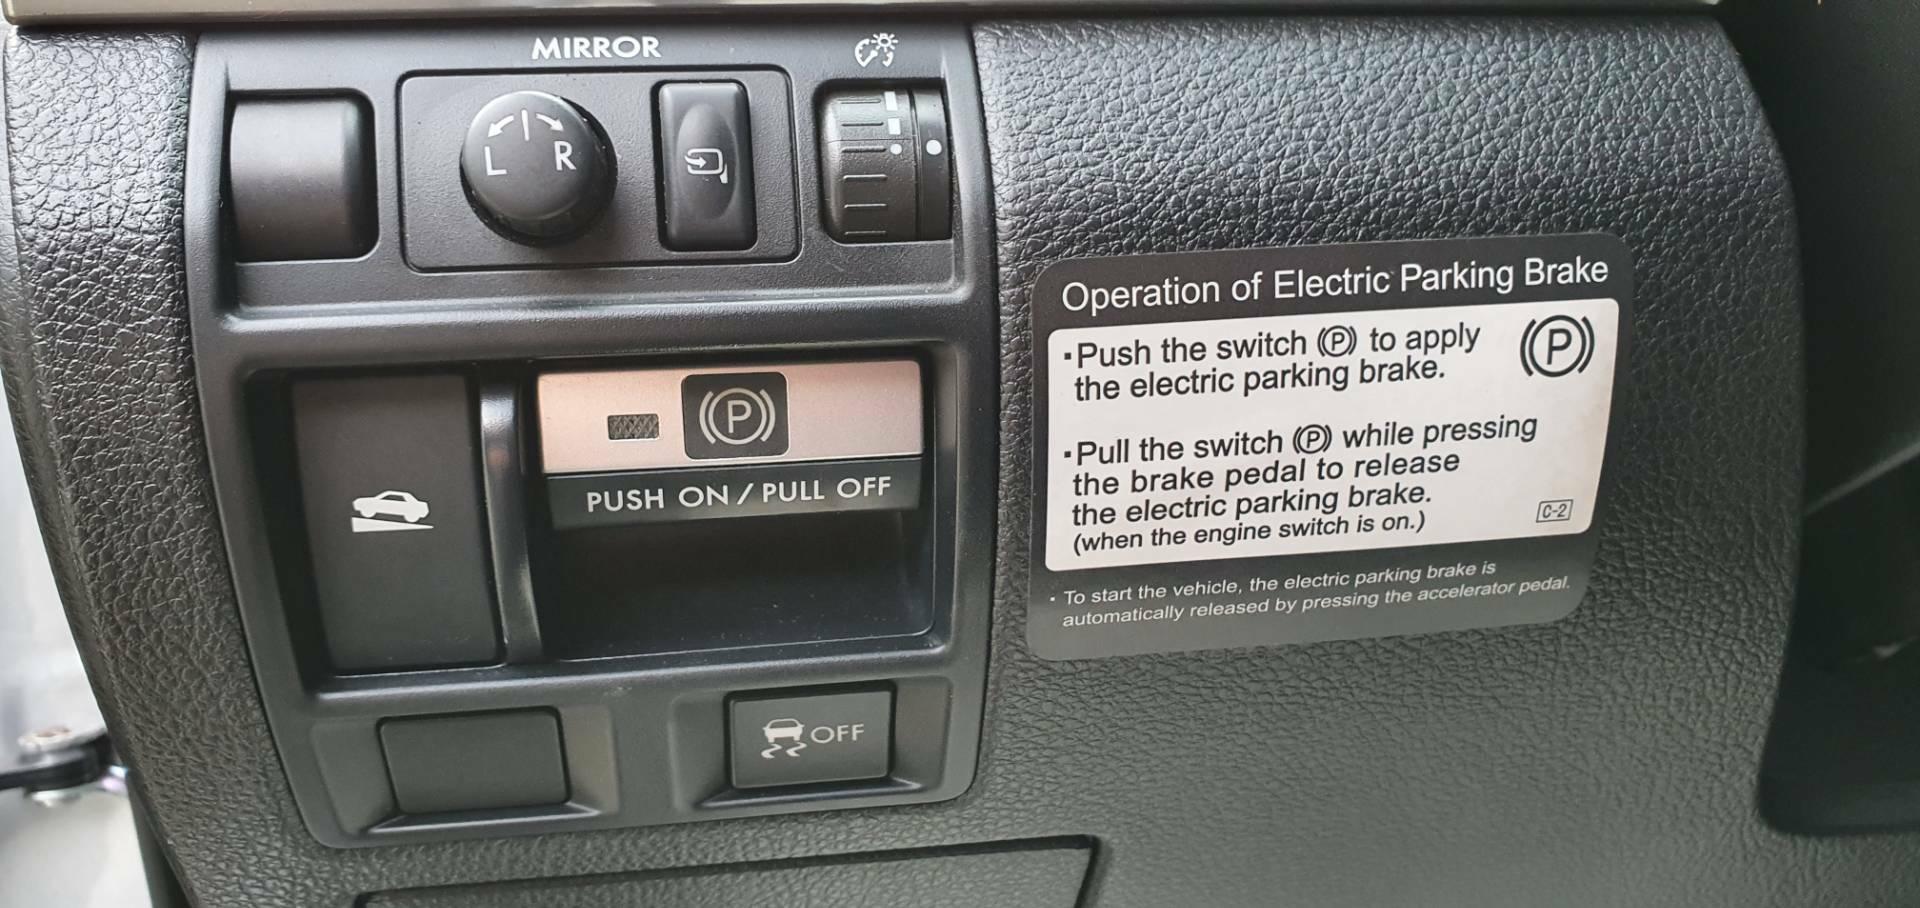 MIRROR
L R
PUSH ON / PULL OFF
OFF
Operation of Electric Parking Brake
·Push the switch (P) to apply
the electric parking brake.
(P)
·Pull the switch (P) while pressing
the brake pedal to release
the electric parking brake.
(when the engine switch is on.)
C-2
· To start the vehicle, the electric parking brake is
automatically released by pressing the accelerator pedal.
(P)